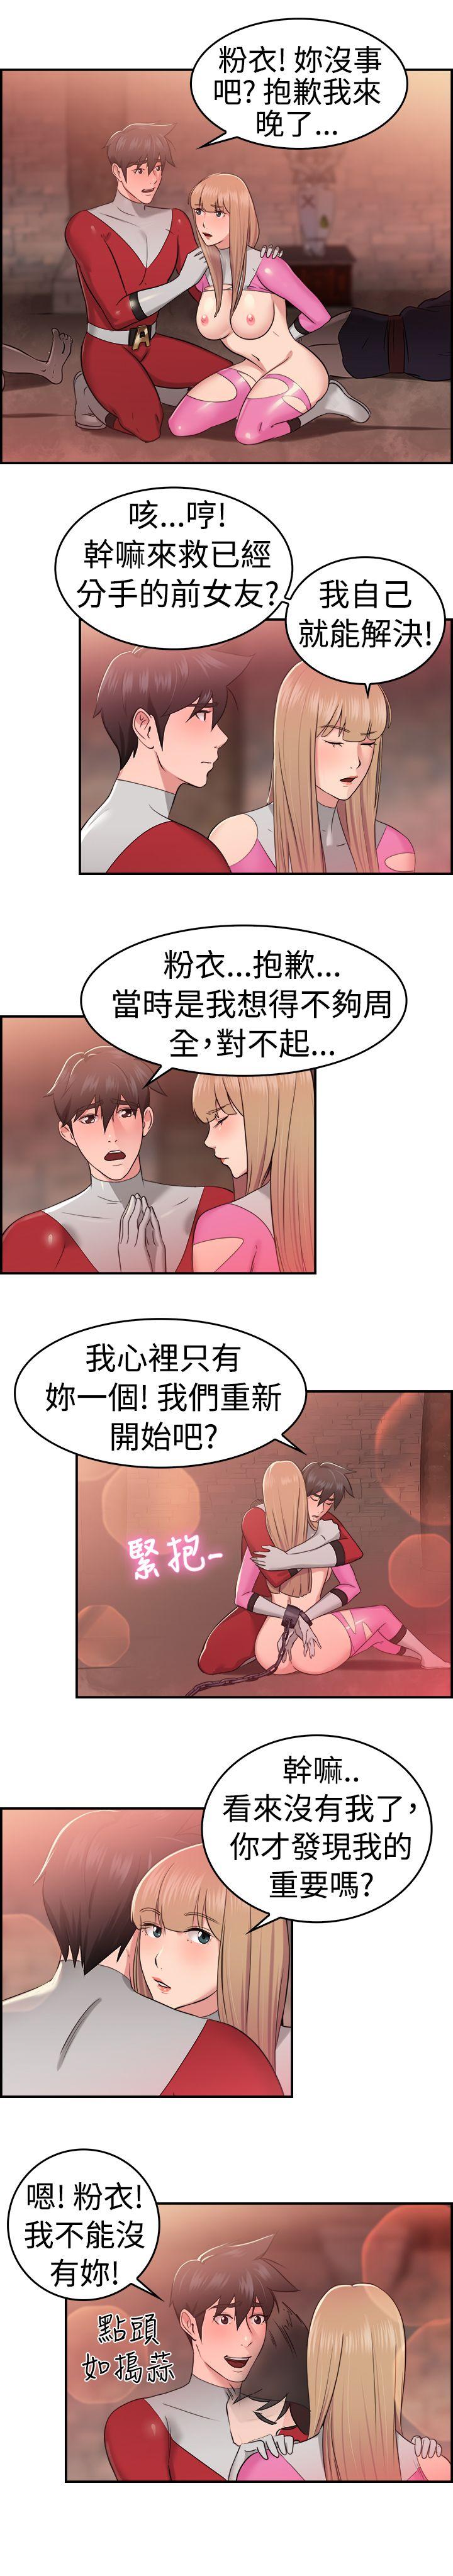 粉衣! 妳沒事
吧? 抱歉我來
晚了...
咳...哼!
幹嘛來救已經
分手的前女友?
我自己
就能解決!
粉衣...抱歉...
當時是我想得不夠周
全,對不起...
我心裡只有
妳一個! 我們重新
開始吧?
緊抱~
幹嘛..
看來沒有我了,
你才發現我的
重要嗎?
嗯! 粉衣!
我不能沒
有妳!
點頭
如搗蒜